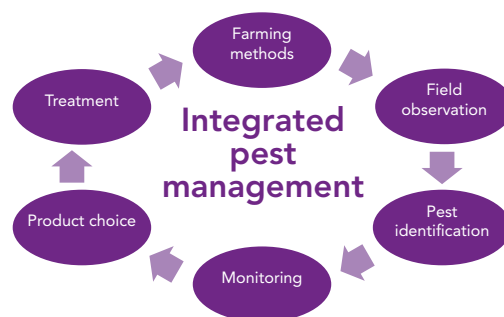 Farming
methods
Field
observation
Pest
identification
Monitoring
Product choice
Treatment
Integrated
pest
management